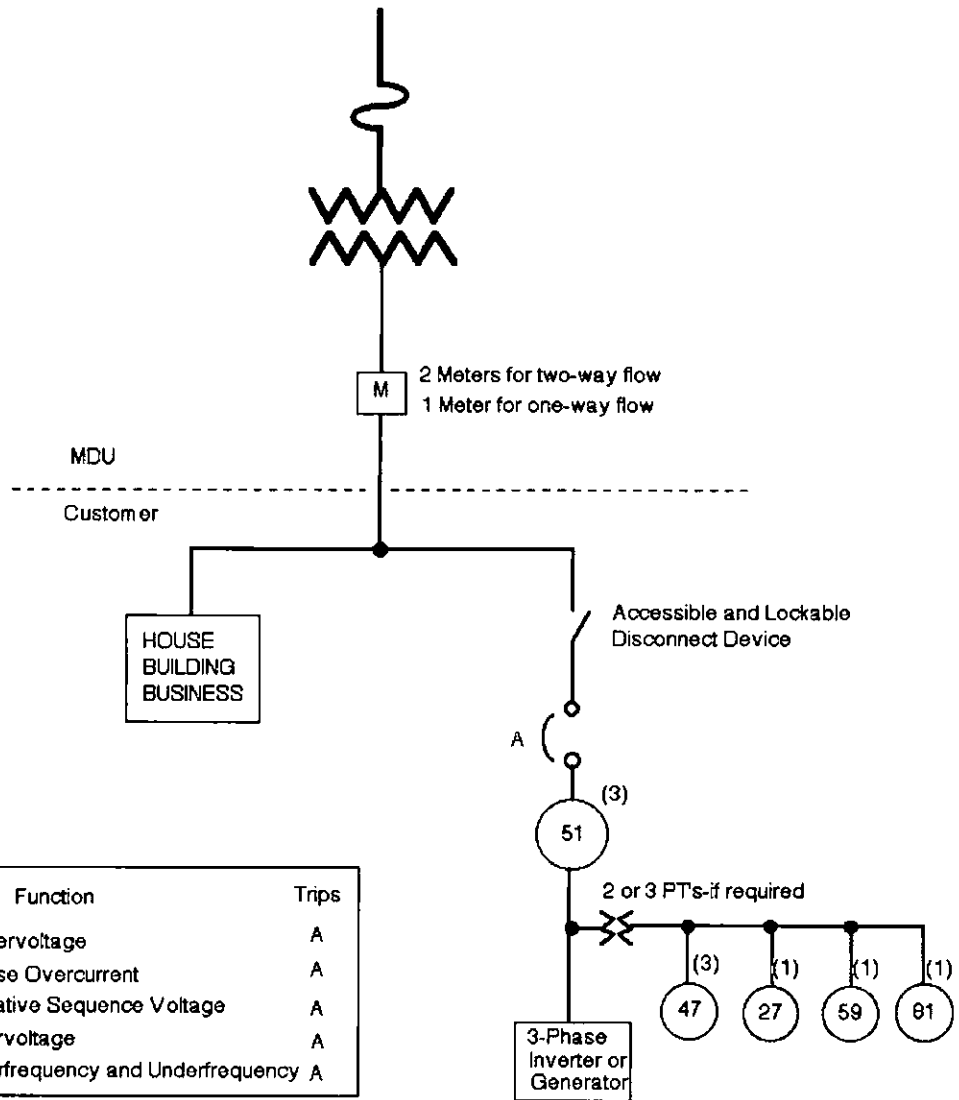 2 Meters for two-way flow
M
1 Meter for one-way flow
MDU
Customer
HOUSE
BUILDING
BUSINESS
Accessible and Lockable
Disconnect Device
A
(3)
51
2 or 3 PT's-if required
(3)
(1)
(1)
(1)
47
27
59
81
3-Phase
Inverter or
Generator
Function Trips
ervoltage A
se Overcurrent A
ative Sequence Voltage A
rvoltage A
rfrequency and Underfrequency A